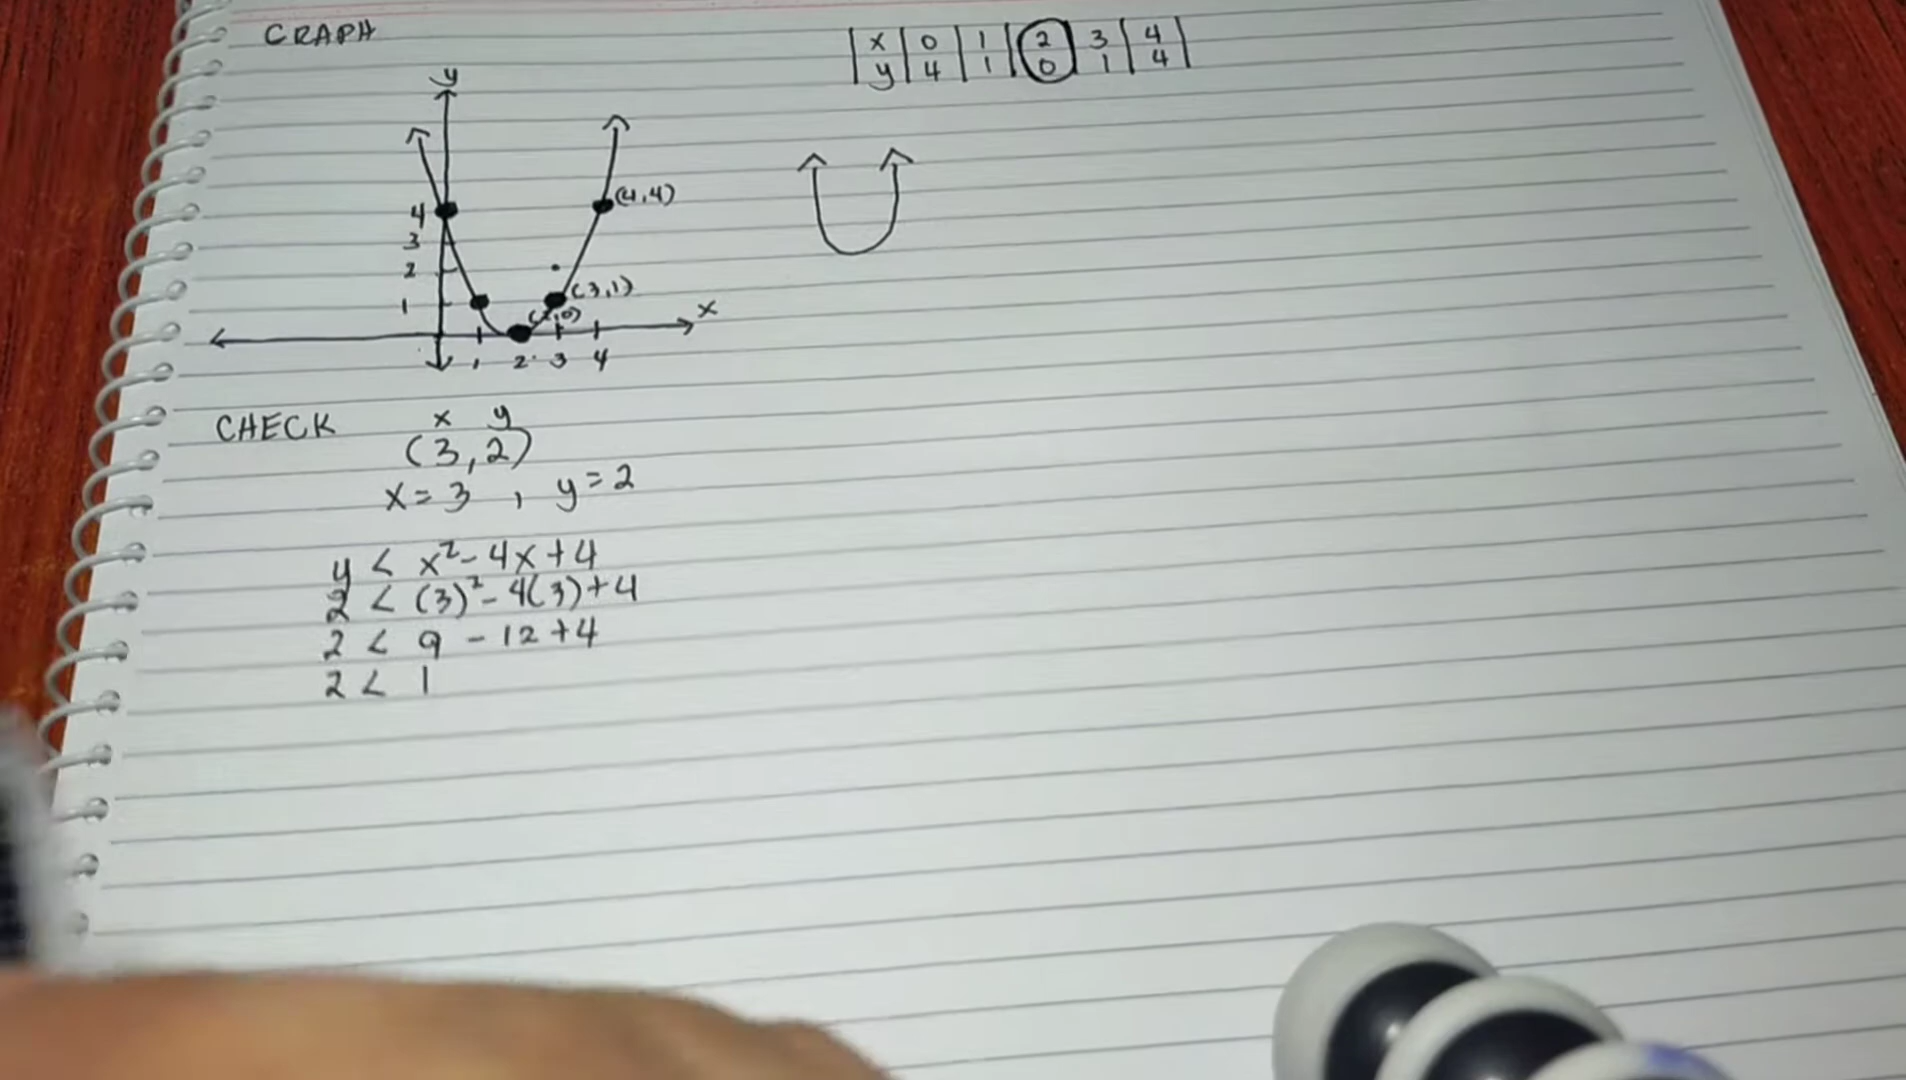 GRAPH
x 0 1 2 3 4
y 4 1 0 1 4
y
4
3
2
1
(4,4)
(3,1)
(2,0)
x
1 2 3 4
CHECK
x y
(3,2)
x = 3 , y = 2
y < x² - 4x + 4
2 < (3)² - 4(3) + 4
2 < 9 - 12 + 4
2 < 1